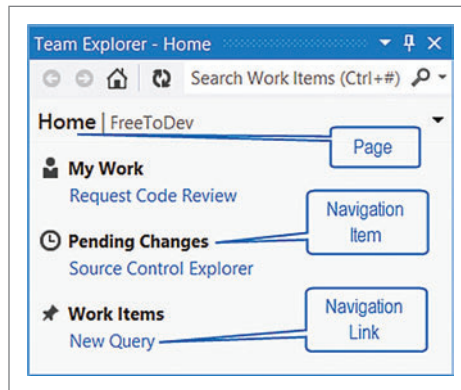 Team Explorer - Home
Search Work Items (Ctrl+#)
Home | FreeToDev
Page
My Work
Request Code Review
Navigation
Item
Pending Changes
Source Control Explorer
Work Items
Navigation
Link
New Query